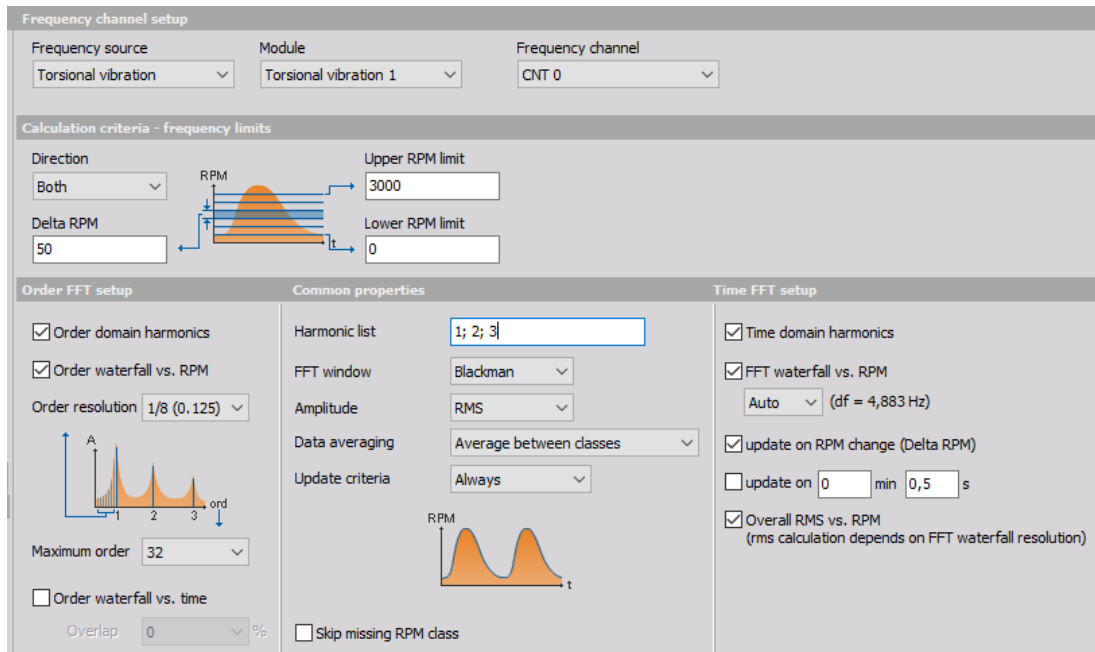 Frequency channel setup
Frequency source Module Frequency channel
Torsional vibration Torsional vibration 1 CNT 0
Calculation criteria - frequency limits
Direction Upper RPM limit
Both RPM 3000
Delta RPM Lower RPM limit
50 t 0
Order FFT setup Common properties Time FFT setup
Order domain harmonics Harmonic list 1; 2; 3 Time domain harmonics
Order waterfall vs. RPM FFT window Blackman FFT waterfall vs. RPM
Order resolution 1/8 (0.125) Amplitude RMS Auto (df = 4,883 Hz)
A Data averaging Average between classes update on RPM change (Delta RPM)
Update criteria Always update on 0 min 0,5 s
ord
1 2 3 RPM Overall RMS vs. RPM
(rms calculation depends on FFT waterfall resolution)
Maximum order 32
t
Order waterfall vs. time
Overlap 0 % Skip missing RPM class